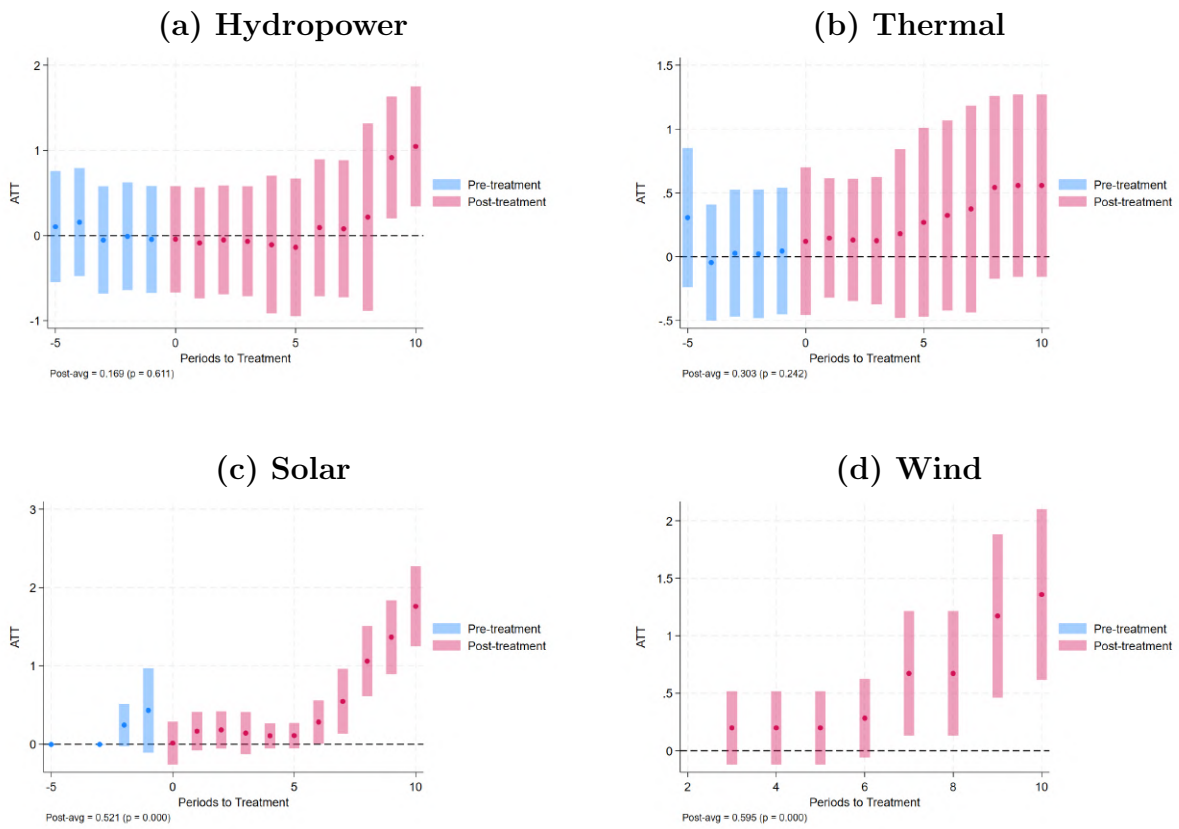 (a) Hydropower
2
1
0
-1
ATT
-5
0
5
10
Periods to Treatment
Post-avg = 0.169 (p = 0.611)
Pre-treatment
Post-treatment
(b) Thermal
1.5
1
.5
0
-.5
ATT
-5
0
5
10
Periods to Treatment
Post-avg = 0.303 (p = 0.242)
Pre-treatment
Post-treatment
(c) Solar
3
2
1
0
ATT
-5
0
5
10
Periods to Treatment
Post-avg = 0.521 (p = 0.000)
Pre-treatment
Post-treatment
(d) Wind
2
1.5
1
.5
0
ATT
2
4
6
8
10
Periods to Treatment
Post-avg = 0.595 (p = 0.000)
Pre-treatment
Post-treatment